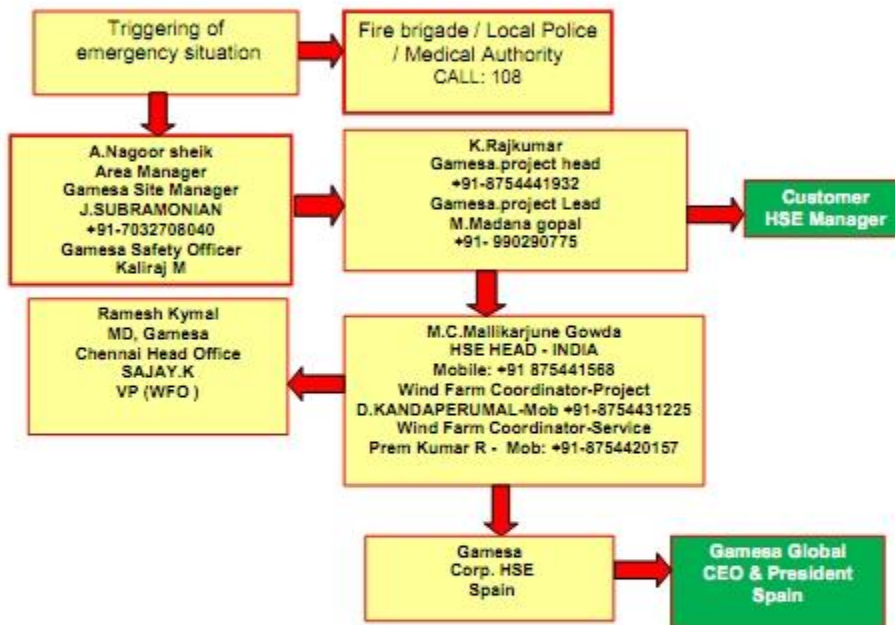 Triggering of
emergency situation
Fire brigade / Local Police
/ Medical Authority
CALL: 108
A.Nagoor sheik
Area Manager
Gamesa Site Manager
J.SUBRAMONIAN
+91-7032708040
Gamesa Safety Officer
Kaliraj M
K.Rajkumar
Gamesa.project head
+91-8754441932
Gamesa.project Lead
M.Madana gopal
+91- 990290775
Customer
HSE Manager
Ramesh Kymal
MD, Gamesa
Chennai Head Office
SAJAY.K
VP (WFO )
M.C.Mallikarjune Gowda
HSE HEAD - INDIA
Mobile: +91 875441568
Wind Farm Coordinator-Project
D.KANDAPERUMAL-Mob +91-8754431225
Wind Farm Coordinator-Service
Prem Kumar R - Mob: +91-8754420157
Gamesa
Corp. HSE
Spain
Gamesa Global
CEO & President
Spain